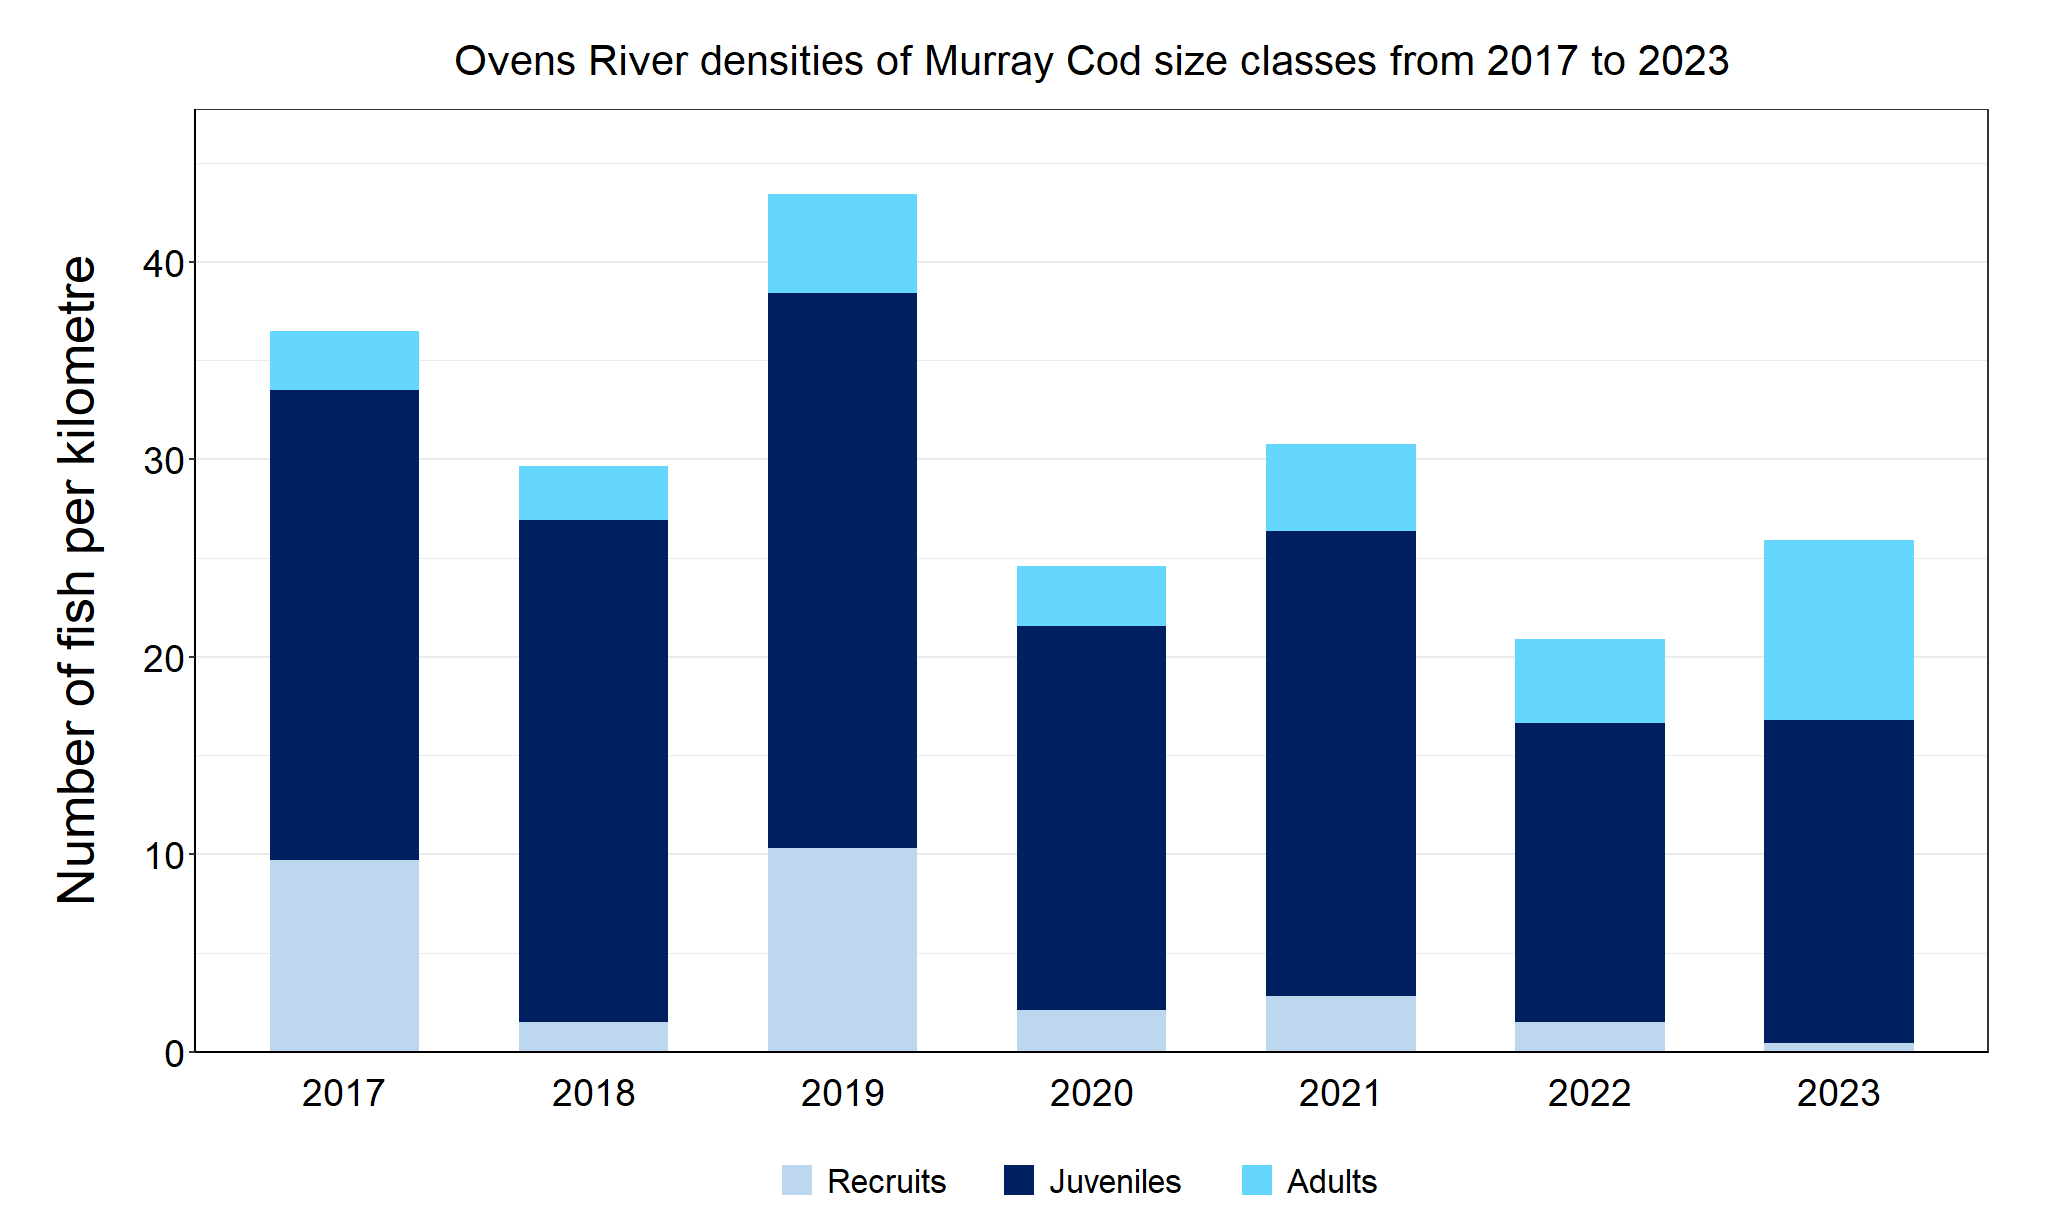 Ovens River densities of Murray Cod size classes from 2017 to 2023
Number of fish per kilometre
40
30
20
10
0
2017 2018 2019 2020 2021 2022 2023
Recruits Juveniles Adults